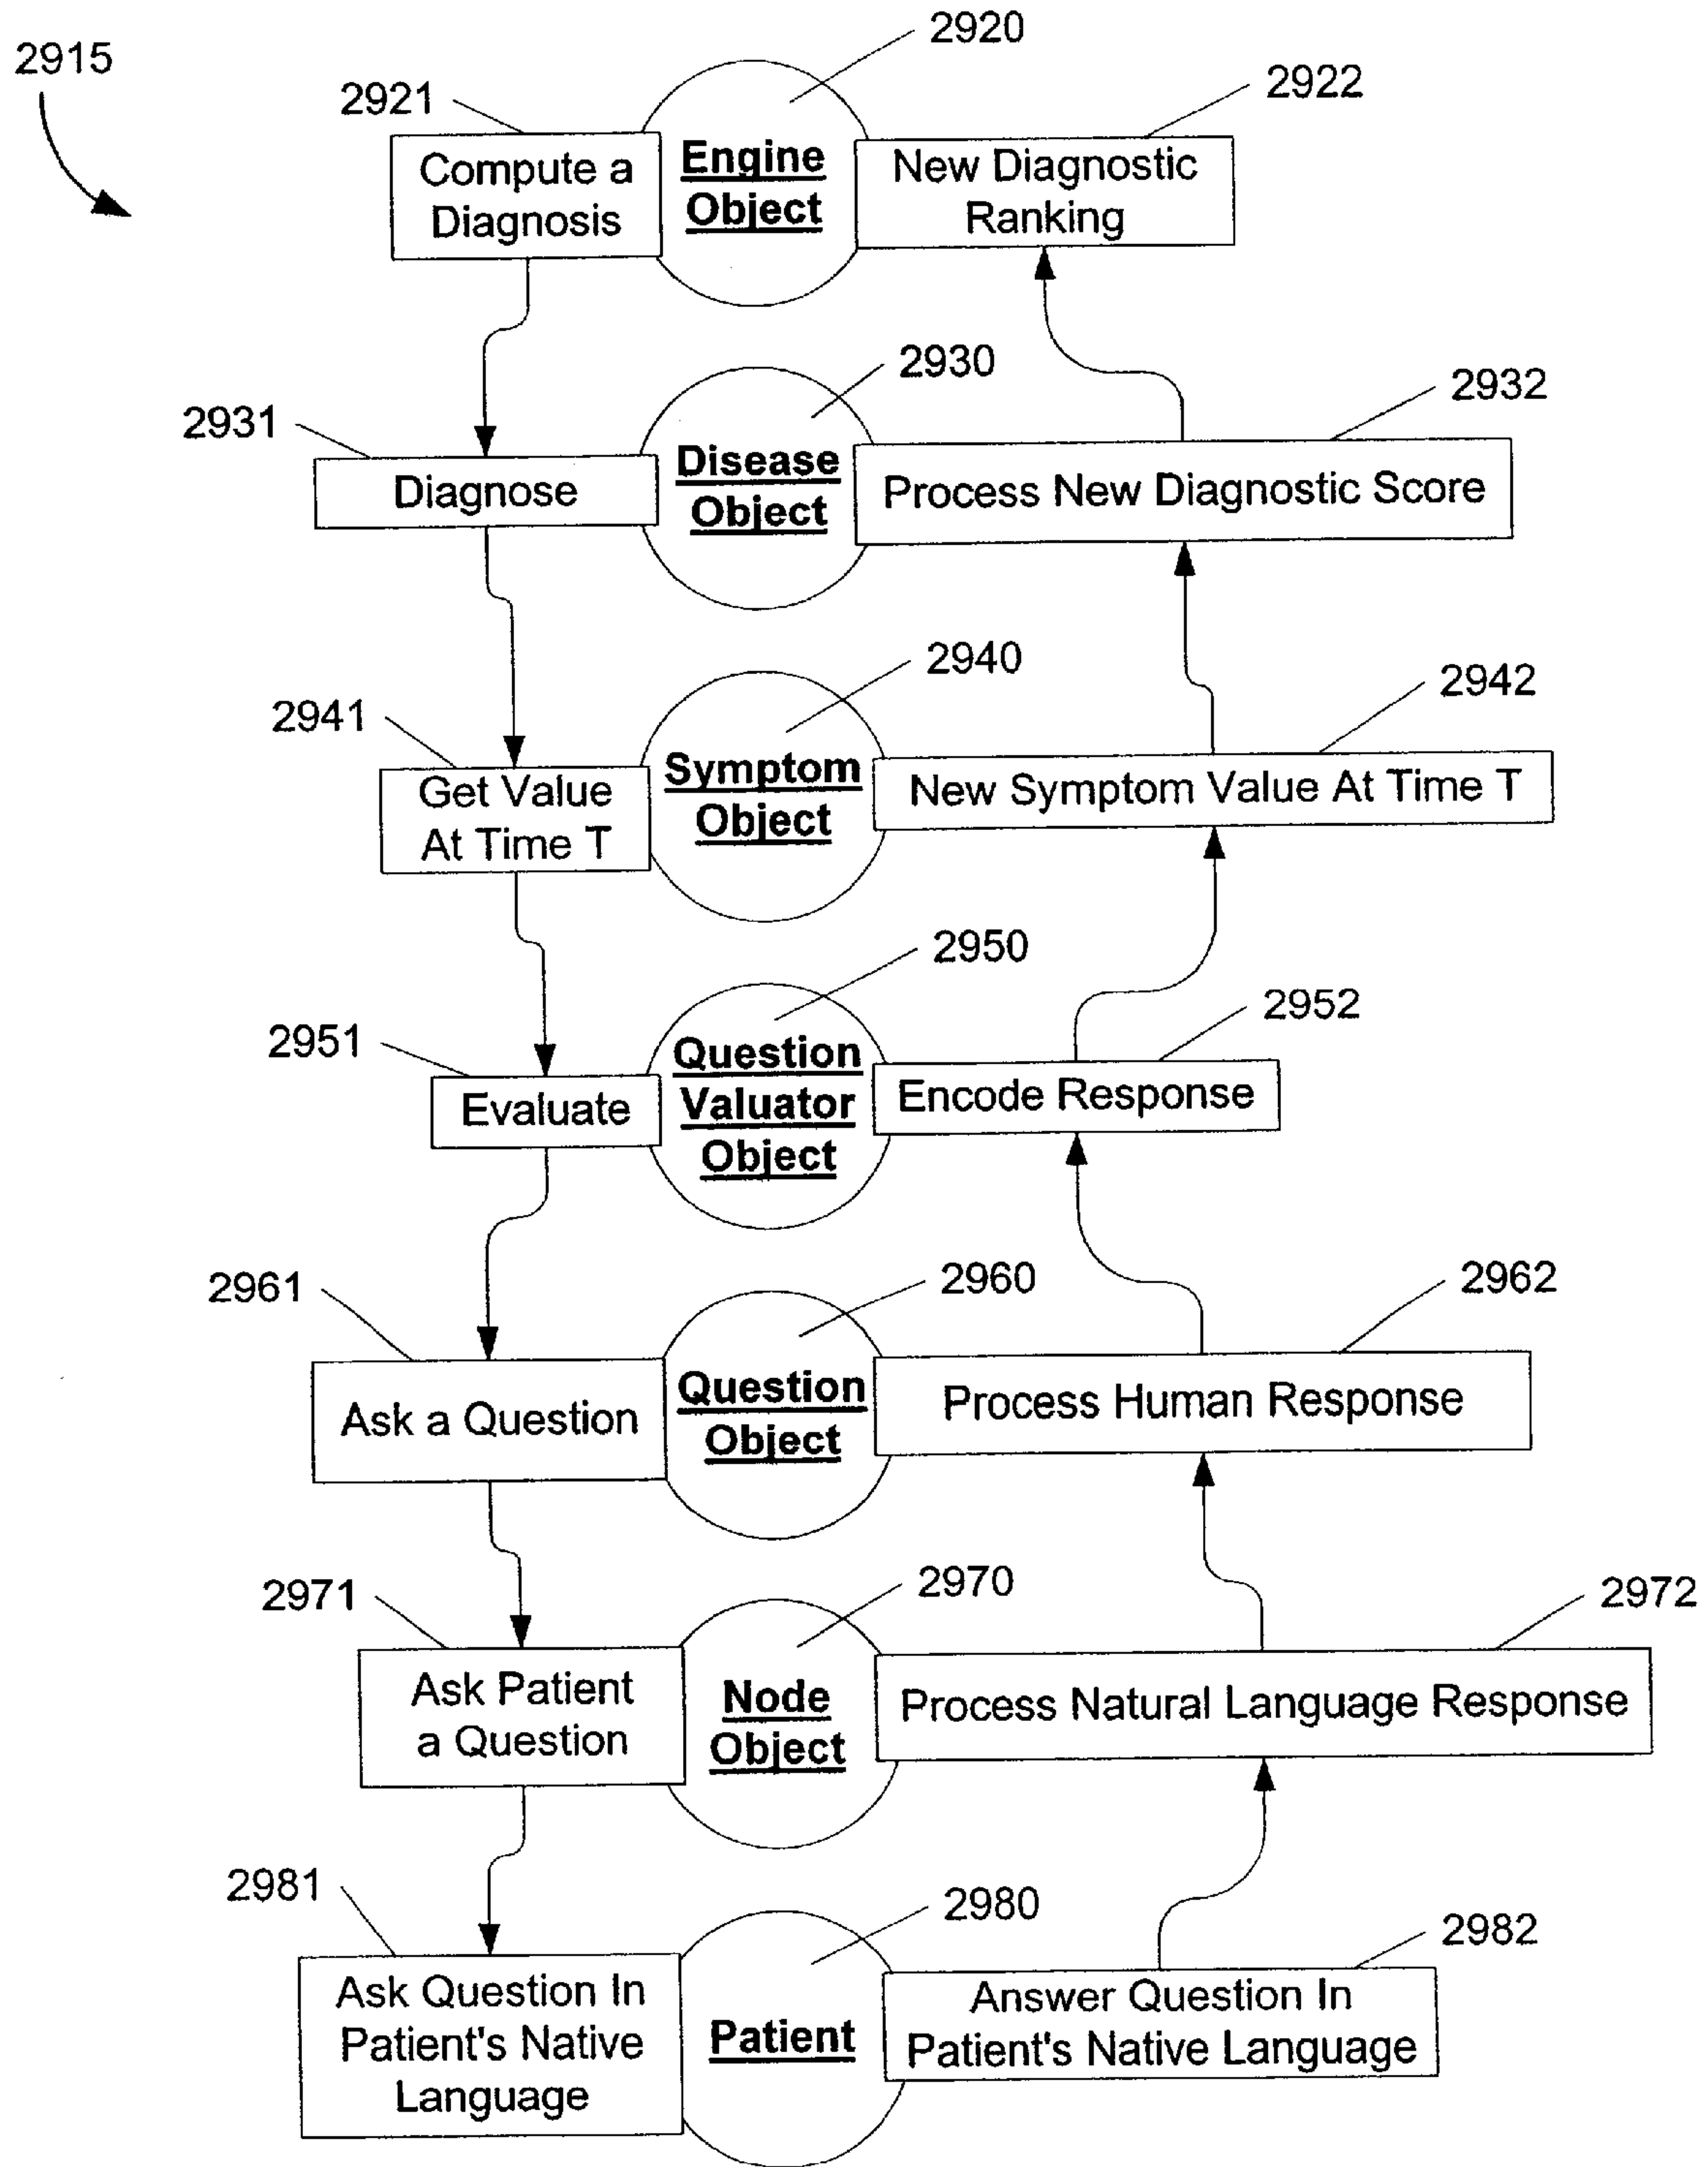 2915
2920
2921
2922
Compute a
Diagnosis
Engine
Object
New Diagnostic
Ranking
2930
2931
2932
Diagnose
Disease
Object
Process New Diagnostic Score
2940
2941
2942
Get Value
At Time T
Symptom
Object
New Symptom Value At Time T
2950
2951
2952
Evaluate
Question
Valuator
Object
Encode Response
2960
2961
2962
Ask a Question
Question
Object
Process Human Response
2970
2971
2972
Ask Patient
a Question
Node
Object
Process Natural Language Response
2980
2981
2982
Ask Question In
Patient's Native
Language
Patient
Answer Question In
Patient's Native Language